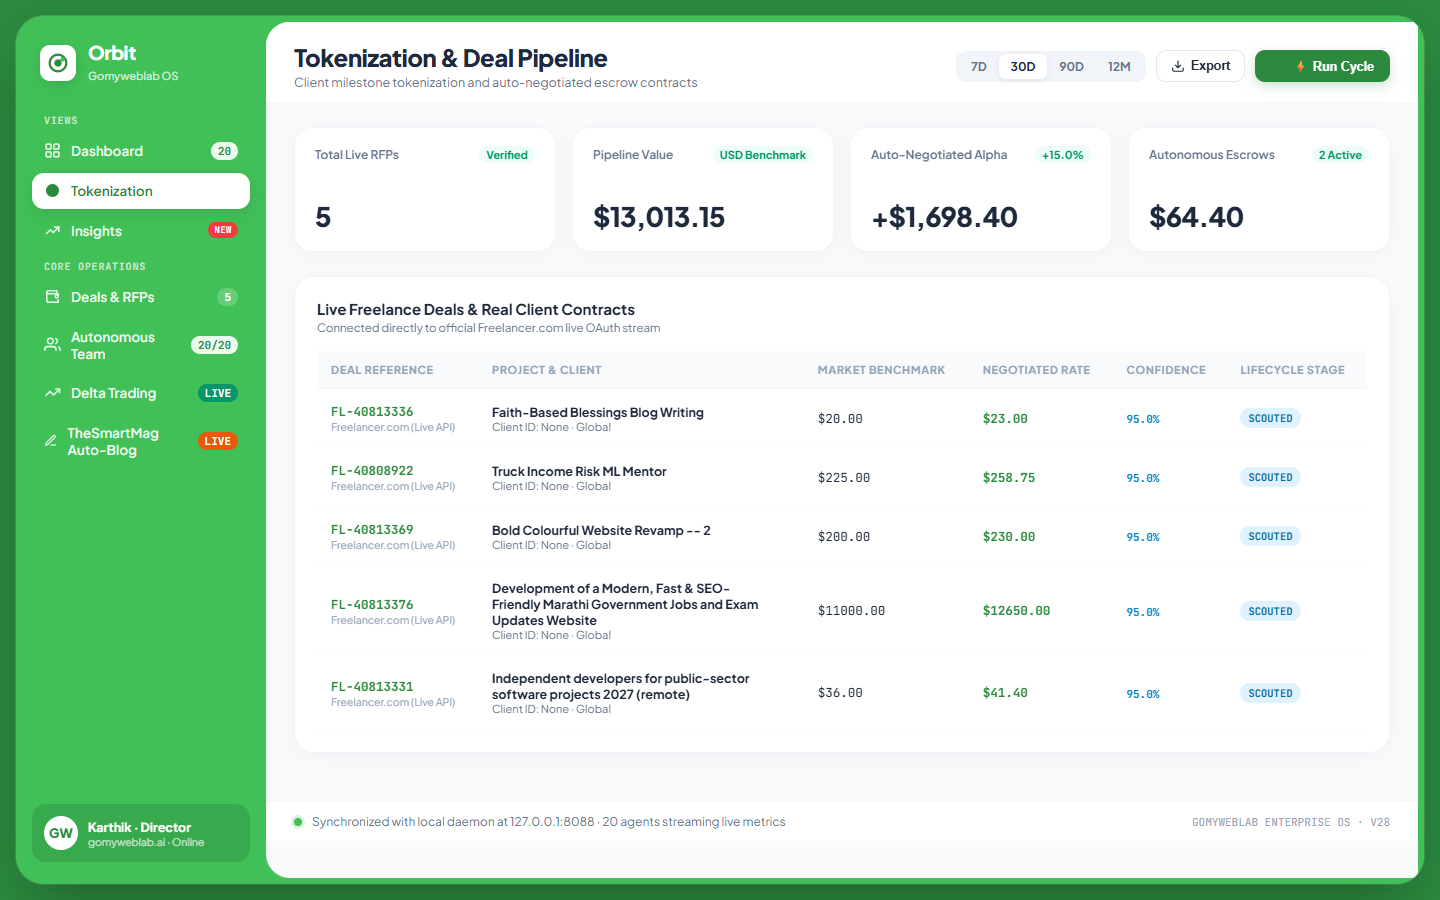 Orbit
Gomyweblab OS
VIEWS
Dashboard 20
Tokenization
Insights NEW
CORE OPERATIONS
Deals & RFPs 5
Autonomous
Team 20/20
Delta Trading LIVE
TheSmartMag
Auto-Blog LIVE
GW Karthik · Director
gomyweblab.ai · Online
Tokenization & Deal Pipeline
Client milestone tokenization and auto-negotiated escrow contracts
7D 30D 90D 12M Export Run Cycle
Total Live RFPs Verified
5
Pipeline Value USD Benchmark
$13,013.15
Auto-Negotiated Alpha +15.0%
+$1,698.40
Autonomous Escrows 2 Active
$64.40
Live Freelance Deals & Real Client Contracts
Connected directly to official Freelancer.com live OAuth stream
DEAL REFERENCE PROJECT & CLIENT MARKET BENCHMARK NEGOTIATED RATE CONFIDENCE LIFECYCLE STAGE
FL-40813336 Faith-Based Blessings Blog Writing $20.00 $23.00 95.0% SCOUTED
Freelancer.com (Live API) Client ID: None · Global
FL-40808922 Truck Income Risk ML Mentor $225.00 $258.75 95.0% SCOUTED
Freelancer.com (Live API) Client ID: None · Global
FL-40813369 Bold Colourful Website Revamp -- 2 $200.00 $230.00 95.0% SCOUTED
Freelancer.com (Live API) Client ID: None · Global
Development of a Modern, Fast & SEO-
FL-40813376 Friendly Marathi Government Jobs and Exam $11000.00 $12650.00 95.0% SCOUTED
Freelancer.com (Live API) Updates Website
Client ID: None · Global
Independent developers for public-sector
FL-40813331 software projects 2027 (remote) $36.00 $41.40 95.0% SCOUTED
Freelancer.com (Live API) Client ID: None · Global
Synchronized with local daemon at 127.0.0.1:8088 · 20 agents streaming live metrics
GOMYWEBLAB ENTERPRISE OS · V28